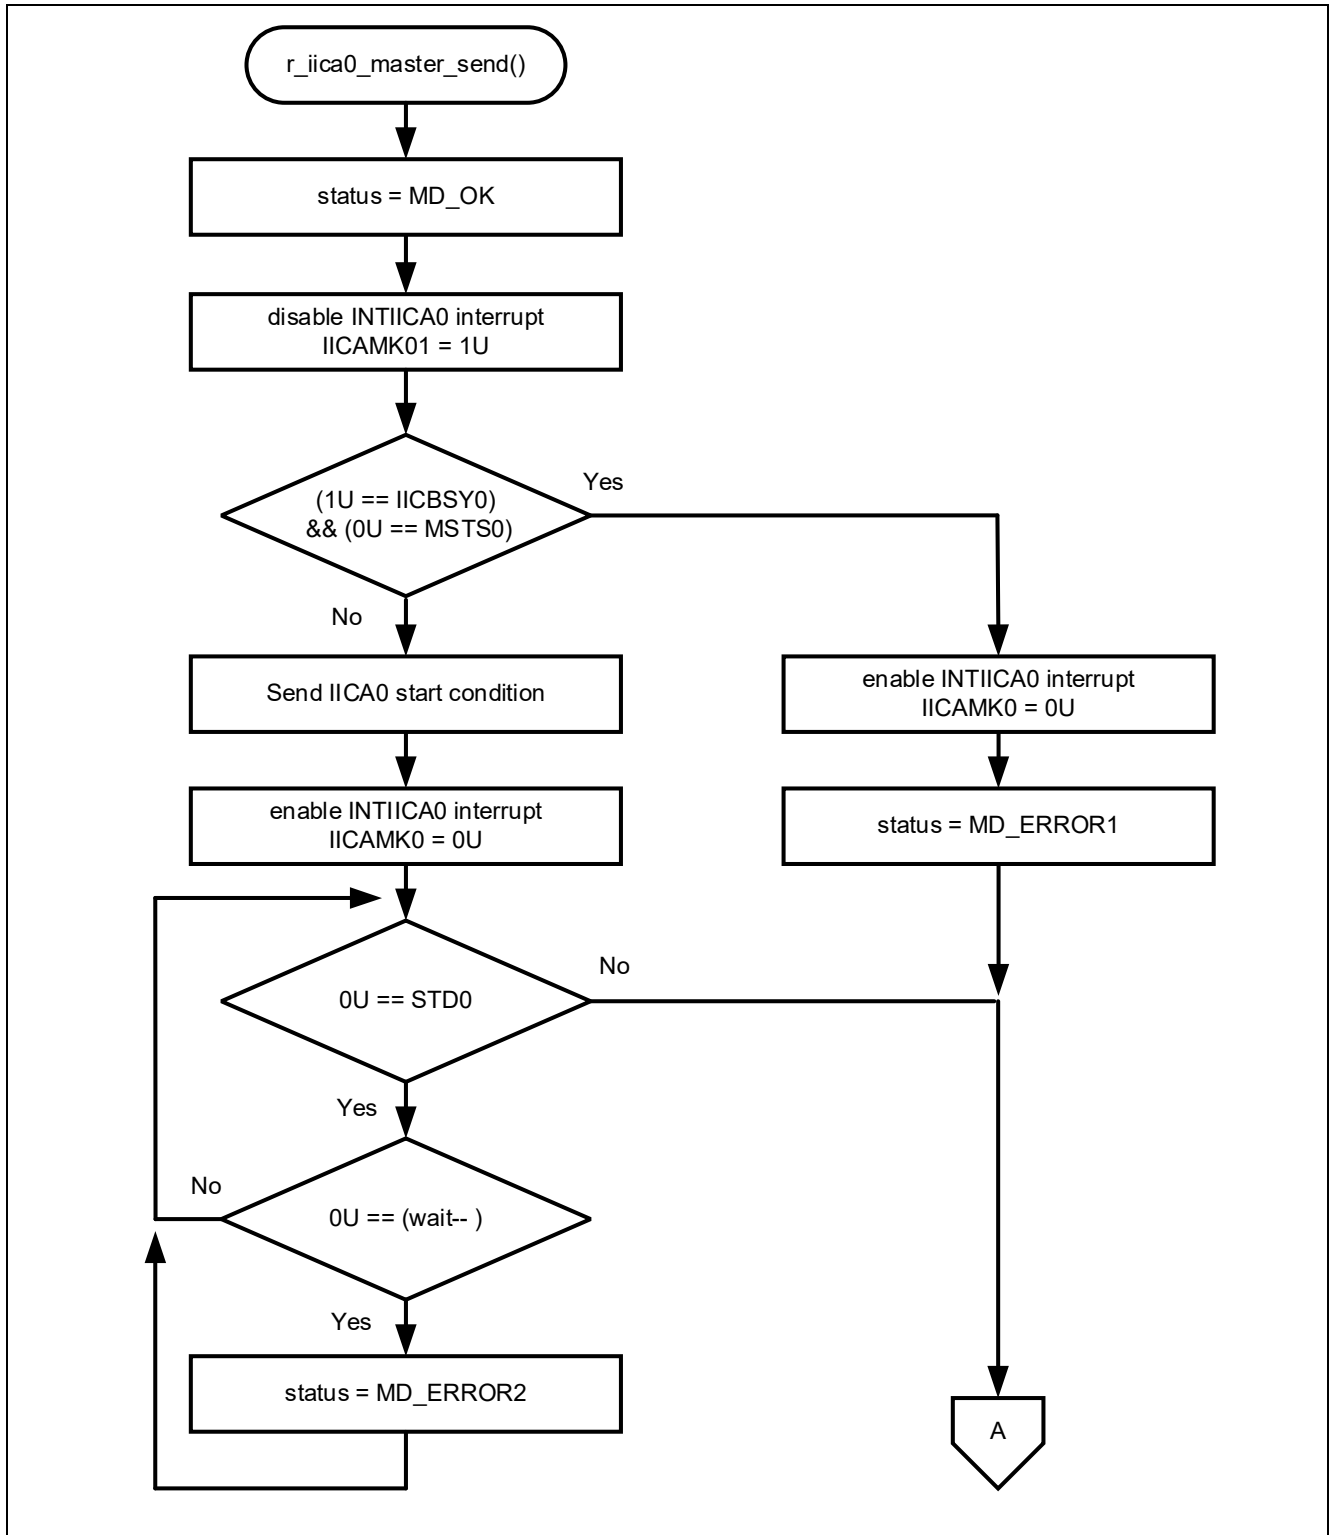 r_iica0_master_send()
status = MD_OK
disable INTIICA0 interrupt
IICAMK01 = 1U
(1U == IICBSY0)
&& (0U == MSTS0)
Yes
No
Send IICA0 start condition
enable INTIICA0 interrupt
IICAMK0 = 0U
enable INTIICA0 interrupt
IICAMK0 = 0U
status = MD_ERROR1
0U == STD0
No
Yes
0U == (wait-- )
No
Yes
status = MD_ERROR2
A